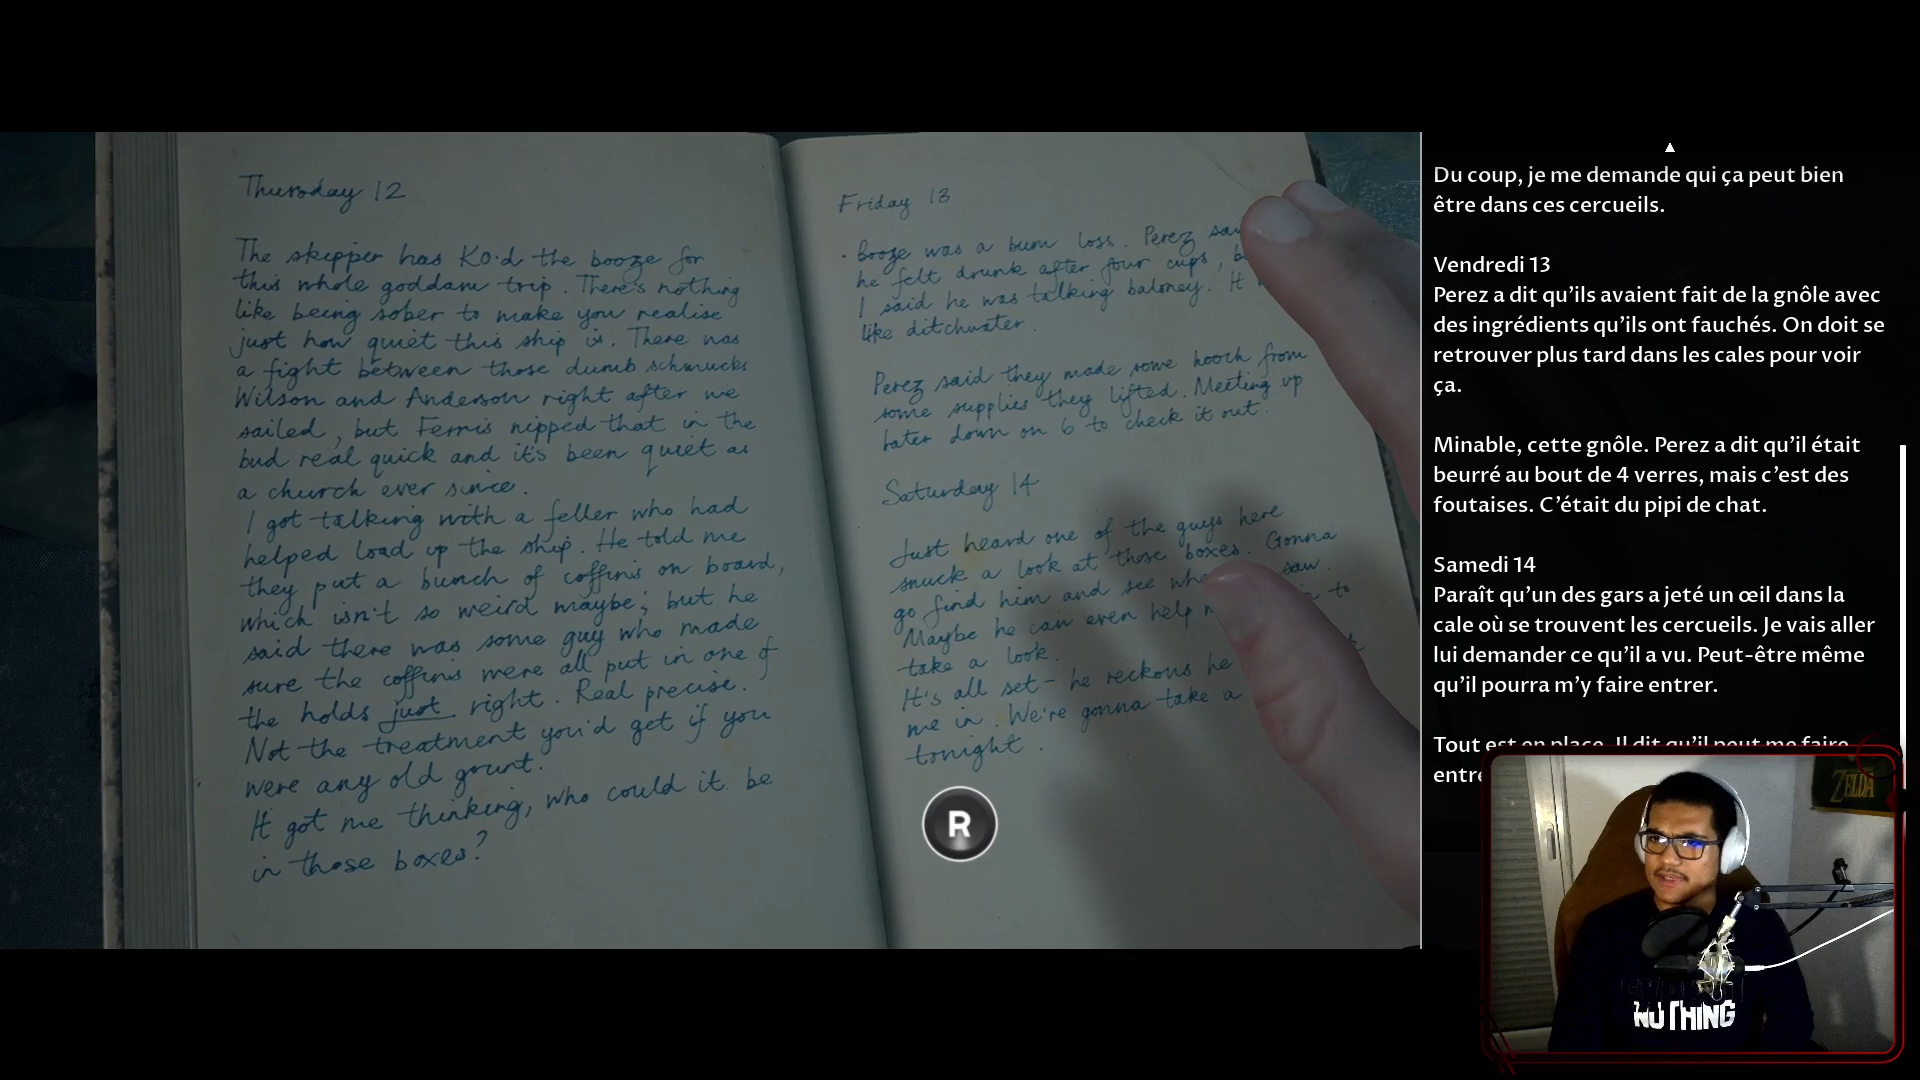 Thursday 12
The skipper has KO.d the booze for
this whole goddam trip. There's nothing
like being sober to make you realise
just how quiet this ship is. There was
a fight between those dumb schmucks
Wilson and Anderson right after we
sailed, but Ferris nipped that in the
bud real quick and it's been quiet as
a church ever since.
I got talking with a feller who had
helped load up the ship. He told me
they put a bunch of coffins on board,
which isn't so weird maybe; but he
said there was some guy who made
sure the coffins were all put in one of
the holds just right. Real precise.
Not the treatment you'd get if you
were any old grunt.
It got me thinking, who could it be
in those boxes?
Friday 13
Booze was a bum loss. Perez
he felt drunk after four cups,
I said he was talking baloney. It
like ditchwater.
Perez said they made some hooch from
some supplies they lifted. Meeting up
later down on 6 to check it out.
Saturday 14
Just heard one of the guys here
snuck a look at those boxes. Gonna
go find him and see saw.
Maybe he can even help to
take a look.
It's all set - he reckons he
me in. We're gonna take a
tonight.
R
Du coup, je me demande qui ça peut bien
être dans ces cercueils.
Vendredi 13
Perez a dit qu'ils avaient fait de la gnôle avec
des ingrédients qu'ils ont fauchés. On doit se
retrouver plus tard dans les cales pour voir
ça.
Minable, cette gnôle. Perez a dit qu'il était
beurré au bout de 4 verres, mais c'est des
foutaises. C'était du pipi de chat.
Samedi 14
Paraît qu'un des gars a jeté un œil dans la
cale où se trouvent les cercueils. Je vais aller
lui demander ce qu'il a vu. Peut-être même
qu'il pourra m'y faire entrer.
Tout est en place. Il dit qu'il peut me faire
ZELDA
NOTHING